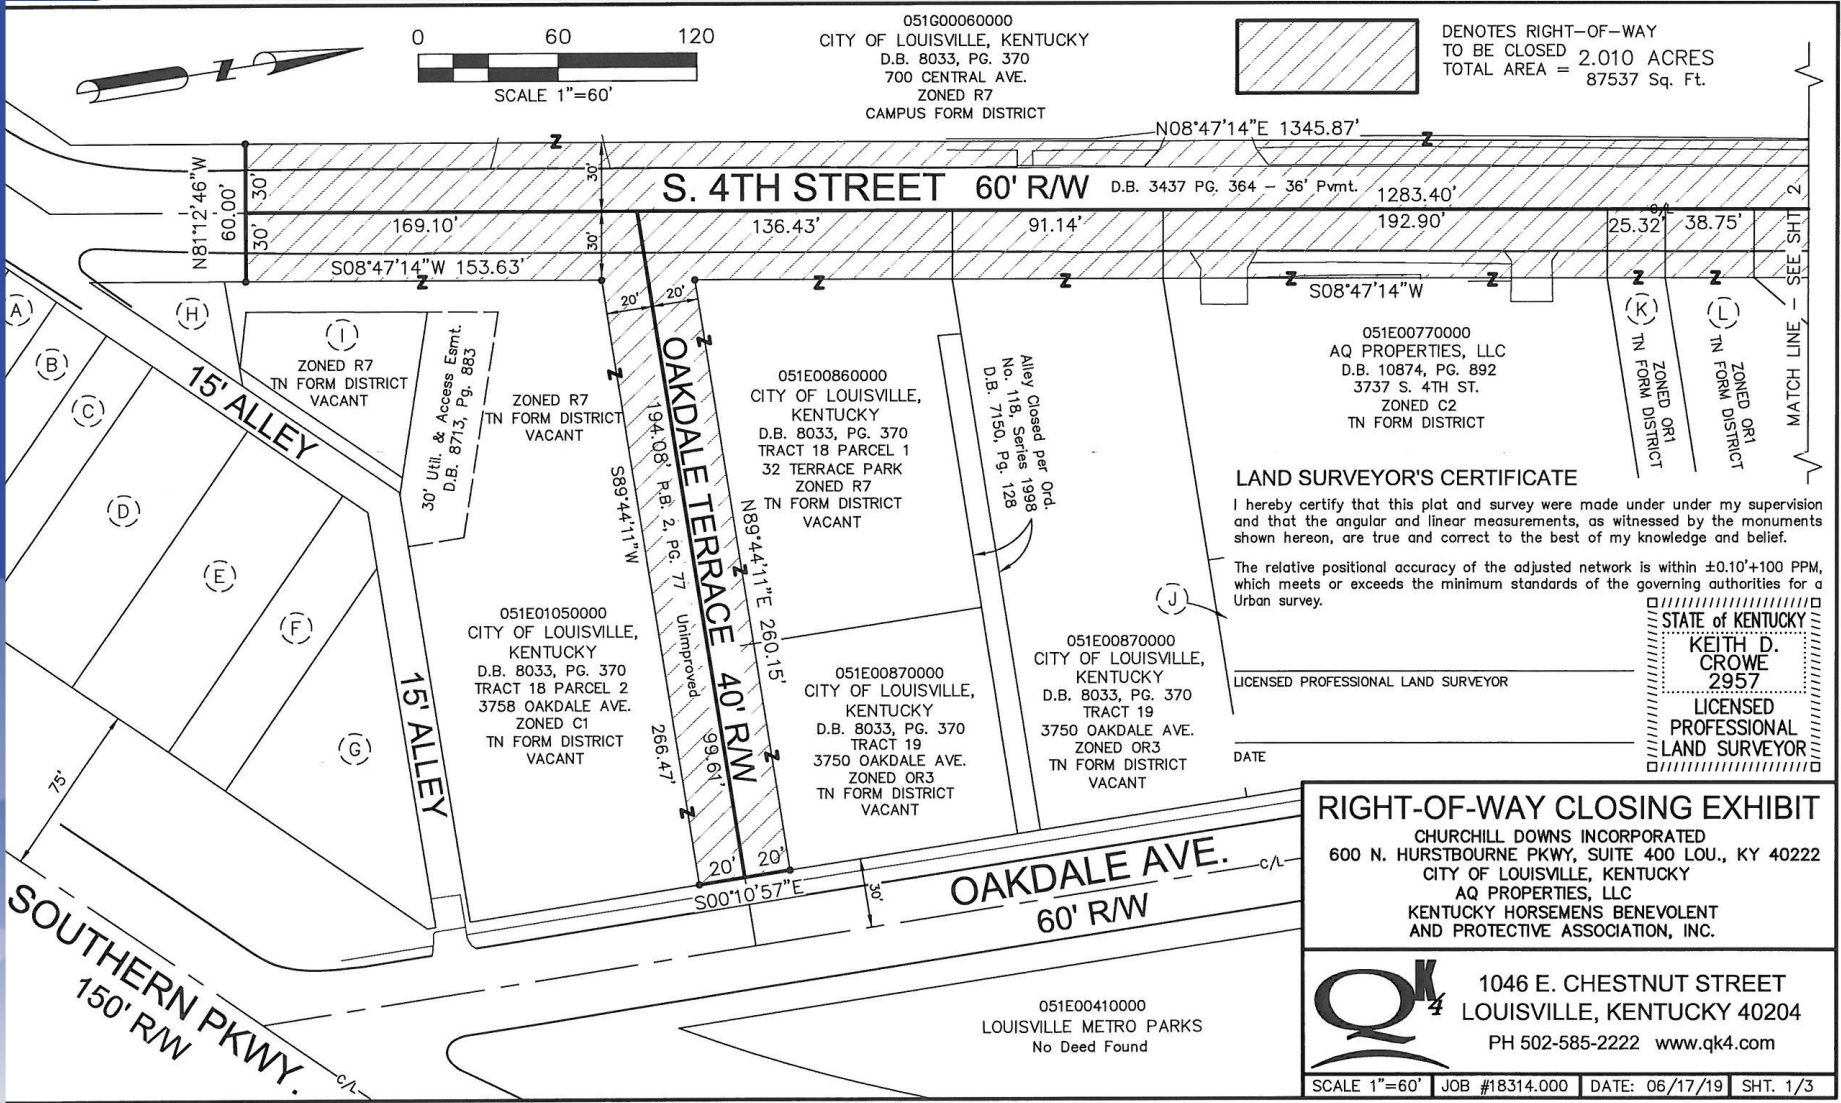 0 60 120
SCALE 1"=60'
051G00060000
CITY OF LOUISVILLE, KENTUCKY
D.B. 8033, PG. 370
700 CENTRAL AVE.
ZONED R7
CAMPUS FORM DISTRICT
DENOTES RIGHT-OF-WAY
TO BE CLOSED
TOTAL AREA = 2.010 ACRES
87537 Sq. Ft.
N08°47'14"E 1345.87'
N81°12'46"W
60.00'
30'
30'
30'
30'
S. 4TH STREET 60' R/W D.B. 3437 PG. 364 - 36' Pvmt.
1283.40'
169.10'
136.43'
91.14'
192.90'
25.32'
38.75'
S08°47'14"W 153.63'
S08°47'14"W
MATCH LINE - SEE SHT 2
20'
20'
A
B
C
D
E
F
G
H
I
J
K
L
ZONED R7
TN FORM DISTRICT
VACANT
15' ALLEY
30' Util. & Access Esmt.
D.B. 8713, Pg. 883
ZONED R7
TN FORM DISTRICT
VACANT
OAKDALE TERRACE 40' R/W
194.08' P.B. 2, PG. 77 Unimproved
99.61'
S89°44'11"W
266.47'
N89°44'11"E 260.15'
051E00860000
CITY OF LOUISVILLE,
KENTUCKY
D.B. 8033, PG. 370
TRACT 18 PARCEL 1
32 TERRACE PARK
ZONED R7
TN FORM DISTRICT
VACANT
Alley Closed per Ord.
No. 118, Series 1998
D.B. 7150, Pg. 128
051E00770000
AQ PROPERTIES, LLC
D.B. 10874, PG. 892
3737 S. 4TH ST.
ZONED C2
TN FORM DISTRICT
ZONED OR1
TN FORM DISTRICT
ZONED OR1
TN FORM DISTRICT
051E01050000
CITY OF LOUISVILLE,
KENTUCKY
D.B. 8033, PG. 370
TRACT 18 PARCEL 2
3758 OAKDALE AVE.
ZONED C1
TN FORM DISTRICT
VACANT
15' ALLEY
051E00870000
CITY OF LOUISVILLE,
KENTUCKY
D.B. 8033, PG. 370
TRACT 19
3750 OAKDALE AVE.
ZONED OR3
TN FORM DISTRICT
VACANT
051E00870000
CITY OF LOUISVILLE,
KENTUCKY
D.B. 8033, PG. 370
TRACT 19
3750 OAKDALE AVE.
ZONED OR3
TN FORM DISTRICT
VACANT
75'
20'
20'
S00°10'57"E
30'
OAKDALE AVE.
60' R/W
C/L
SOUTHERN PKWY.
150' R/W
C/L
051E00410000
LOUISVILLE METRO PARKS
No Deed Found
LAND SURVEYOR'S CERTIFICATE
I hereby certify that this plat and survey were made under under my supervision
and that the angular and linear measurements, as witnessed by the monuments
shown hereon, are true and correct to the best of my knowledge and belief.
The relative positional accuracy of the adjusted network is within ±0.10'+100 PPM,
which meets or exceeds the minimum standards of the governing authorities for a
Urban survey.
LICENSED PROFESSIONAL LAND SURVEYOR
DATE
STATE of KENTUCKY
KEITH D.
CROWE
2957
LICENSED
PROFESSIONAL
LAND SURVEYOR
RIGHT-OF-WAY CLOSING EXHIBIT
CHURCHILL DOWNS INCORPORATED
600 N. HURSTBOURNE PKWY, SUITE 400 LOU., KY 40222
CITY OF LOUISVILLE, KENTUCKY
AQ PROPERTIES, LLC
KENTUCKY HORSEMENS BENEVOLENT
AND PROTECTIVE ASSOCIATION, INC.
QK4
1046 E. CHESTNUT STREET
LOUISVILLE, KENTUCKY 40204
PH 502-585-2222 www.qk4.com
SCALE 1"=60' JOB #18314.000 DATE: 06/17/19 SHT. 1/3